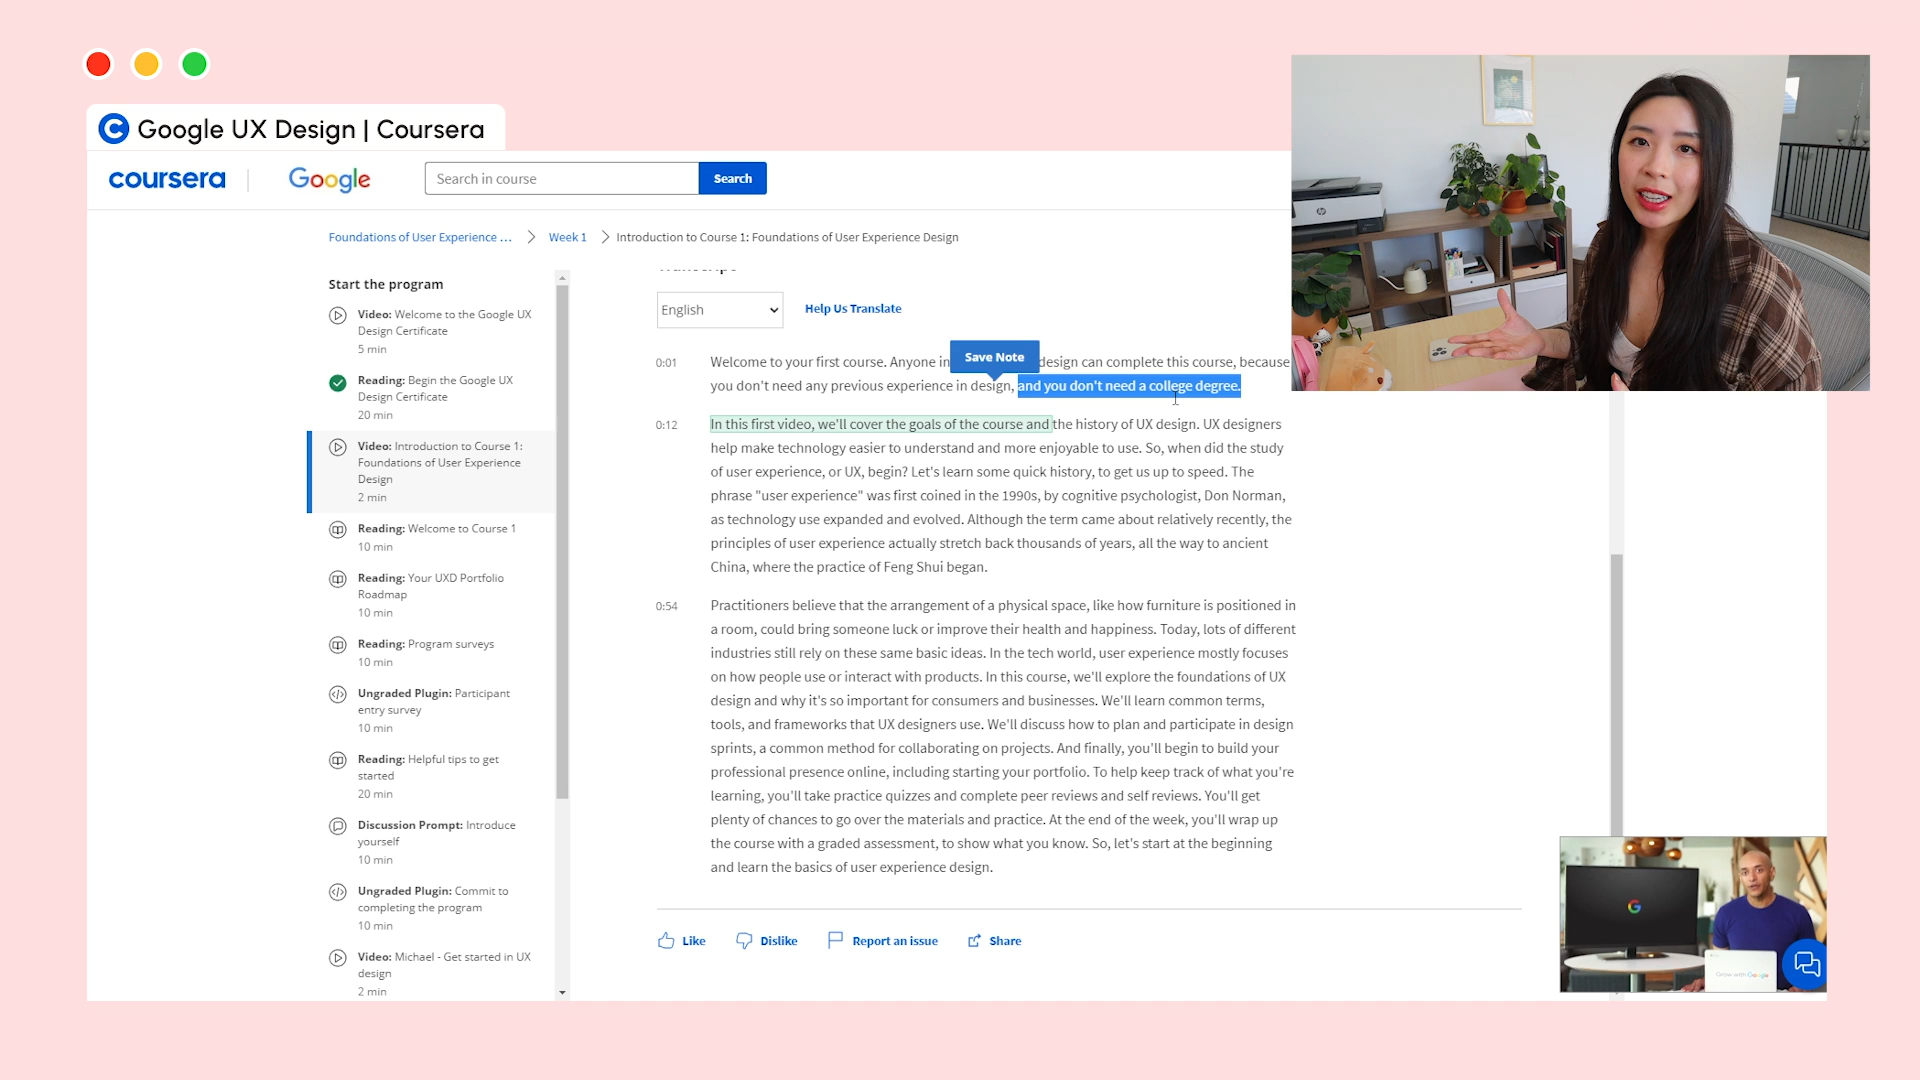 Google UX Design | Coursera
coursera
Google
Search in course
Search
Foundations of User Experience ...
Week 1
Introduction to Course 1: Foundations of User Experience Design
Start the program
Video: Welcome to the Google UX
Design Certificate
5 min
Reading: Begin the Google UX
Design Certificate
20 min
Video: Introduction to Course 1:
Foundations of User Experience
Design
2 min
Reading: Welcome to Course 1
10 min
Reading: Your UXD Portfolio
Roadmap
10 min
Reading: Program surveys
10 min
Ungraded Plugin: Participant
entry survey
10 min
Reading: Helpful tips to get
started
20 min
Discussion Prompt: Introduce
yourself
10 min
Ungraded Plugin: Commit to
completing the program
10 min
Video: Michael - Get started in UX
design
2 min
English
Help Us Translate
Save Note
0:01
Welcome to your first course. Anyone in design can complete this course, because
you don't need any previous experience in design, and you don't need a college degree.
0:12
In this first video, we'll cover the goals of the course and the history of UX design. UX designers
help make technology easier to understand and more enjoyable to use. So, when did the study
of user experience, or UX, begin? Let's learn some quick history, to get us up to speed. The
phrase "user experience" was first coined in the 1990s, by cognitive psychologist, Don Norman,
as technology use expanded and evolved. Although the term came about relatively recently, the
principles of user experience actually stretch back thousands of years, all the way to ancient
China, where the practice of Feng Shui began.
0:54
Practitioners believe that the arrangement of a physical space, like how furniture is positioned in
a room, could bring someone luck or improve their health and happiness. Today, lots of different
industries still rely on these same basic ideas. In the tech world, user experience mostly focuses
on how people use or interact with products. In this course, we'll explore the foundations of UX
design and why it's so important for consumers and businesses. We'll learn common terms,
tools, and frameworks that UX designers use. We'll discuss how to plan and participate in design
sprints, a common method for collaborating on projects. And finally, you'll begin to build your
professional presence online, including starting your portfolio. To help keep track of what you're
learning, you'll take practice quizzes and complete peer reviews and self reviews. You'll get
plenty of chances to go over the materials and practice. At the end of the week, you'll wrap up
the course with a graded assessment, to show what you know. So, let's start at the beginning
and learn the basics of user experience design.
Like
Dislike
Report an issue
Share
hp
G
Grow with Google